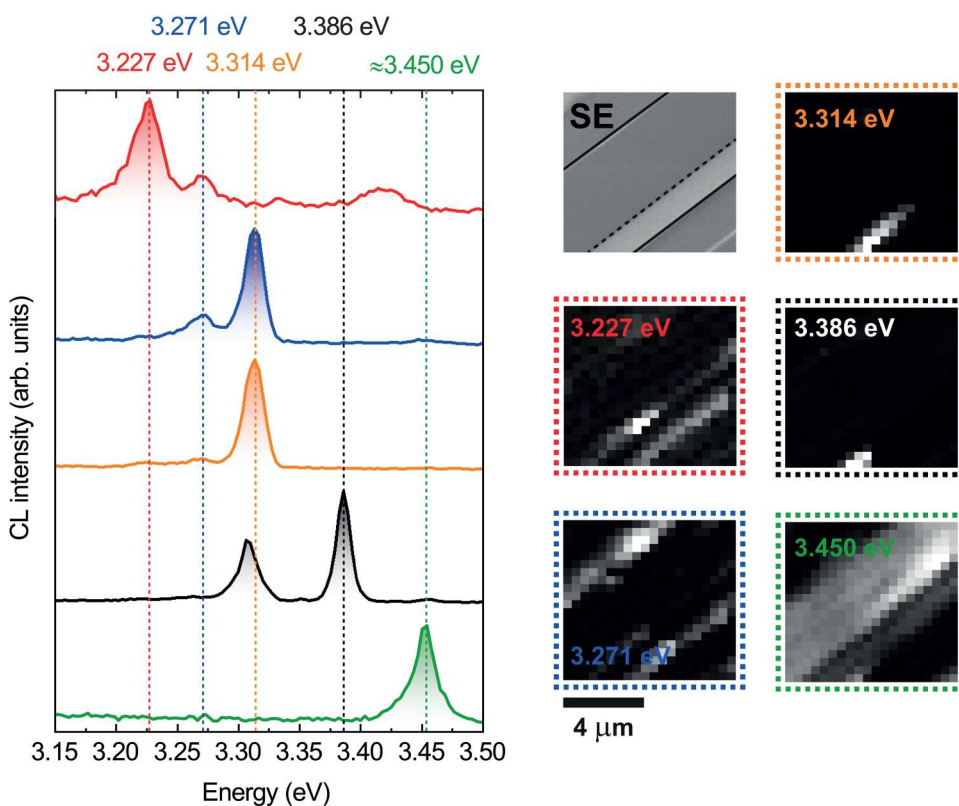 3.271 eV 3.386 eV
3.227 eV 3.314 eV ≈3.450 eV
CL intensity (arb. units)
3.15 3.20 3.25 3.30 3.35 3.40 3.45 3.50
Energy (eV)
SE
3.314 eV
3.227 eV
3.386 eV
3.271 eV
3.450 eV
4 μm